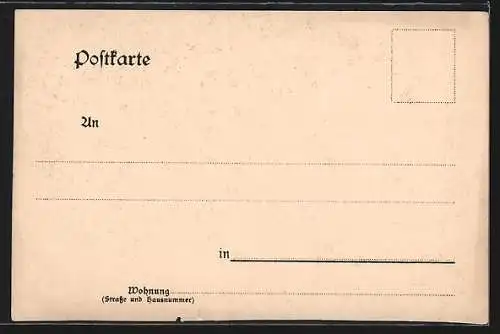 Postkarte
An
in
Wohnung
(Straße und Hausnummer)